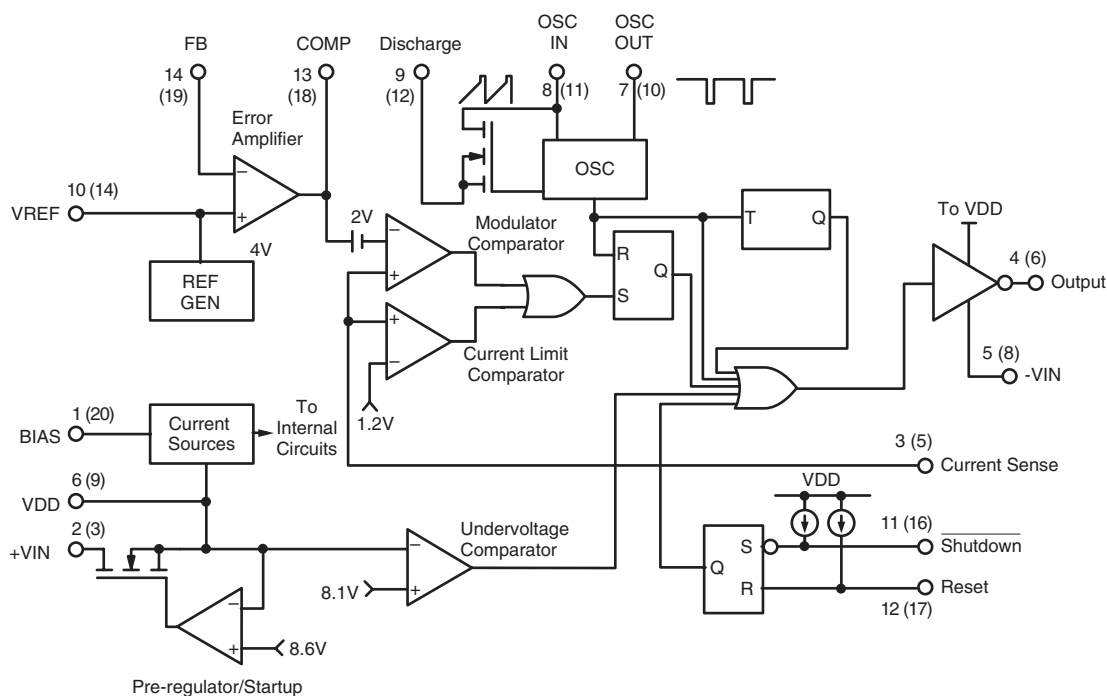 FB
COMP
Discharge
OSC
IN
OSC
OUT
14
(19)
13
(18)
9
(12)
8 (11)
7 (10)
Error
Amplifier
OSC
10 (14)
VREF
−
+
4V
REF
GEN
2V
−
+
Modulator
Comparator
R
Q
S
T
Q
To VDD
4 (6)
Output
5 (8)
-VIN
+
−
Current Limit
Comparator
1.2V
1 (20)
BIAS
Current
Sources
To
Internal
Circuits
3 (5)
Current Sense
6 (9)
VDD
2 (3)
+VIN
−
+
Undervoltage
Comparator
8.1V
VDD
11 (16)
S
Shutdown
Q
R
Reset
12 (17)
−
+
8.6V
Pre-regulator/Startup